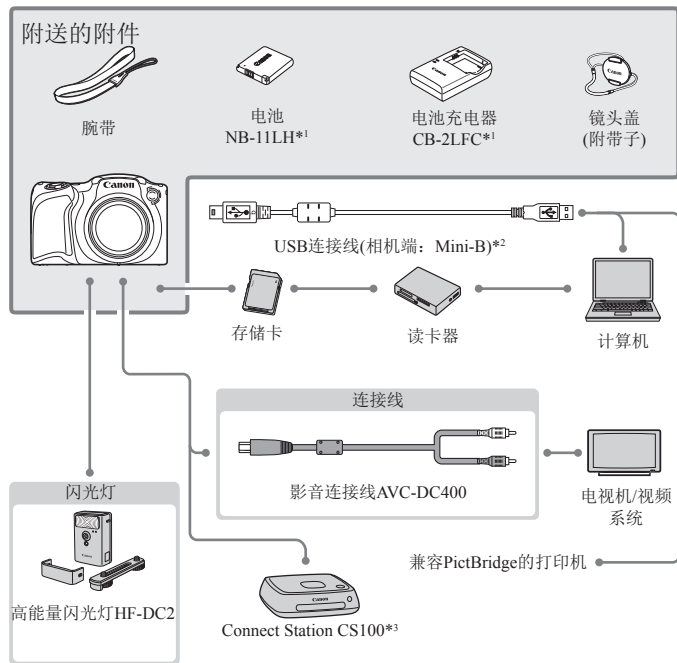 附送的附件
腕带
电池
NB-11LH*1
电池充电器
CB-2LFC*1
镜头盖
(附带子)
Canon
USB连接线(相机端：Mini-B)*2
存储卡
读卡器
计算机
连接线
影音连接线AVC-DC400
电视机/视频
系统
闪光灯
高能量闪光灯HF-DC2
兼容PictBridge的打印机
Connect Station CS100*3